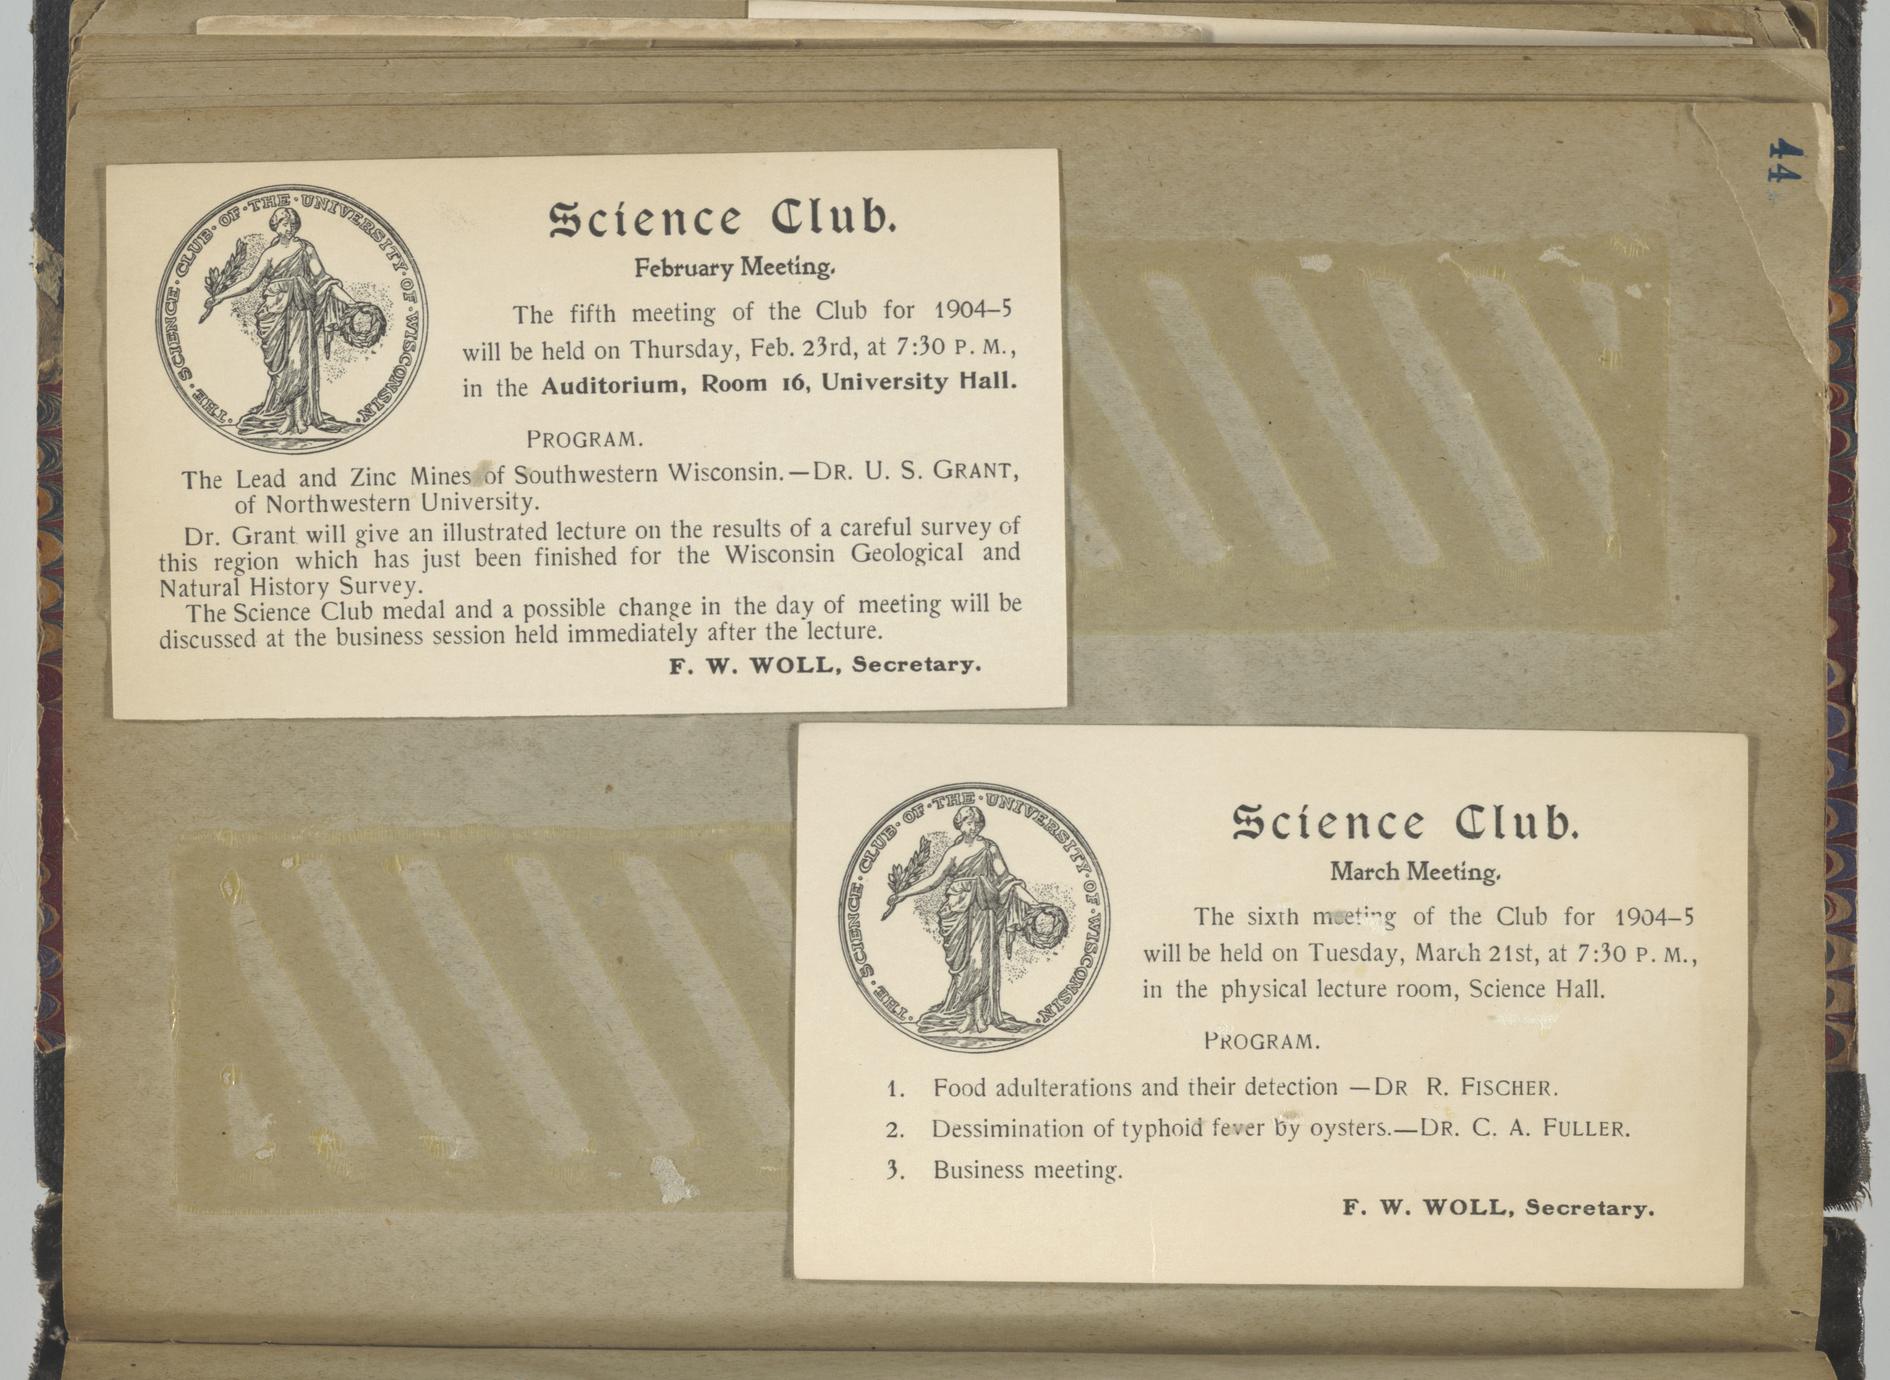 44
THE · SCIENCE · CLUB · OF · THE · UNIVERSITY · OF · WISCONSIN ·
Science Club.
February Meeting.
The fifth meeting of the Club for 1904–5
will be held on Thursday, Feb. 23rd, at 7:30 P. M.,
in the Auditorium, Room 16, University Hall.
PROGRAM.
The Lead and Zinc Mines of Southwestern Wisconsin.—DR. U. S. GRANT,
of Northwestern University.
Dr. Grant will give an illustrated lecture on the results of a careful survey of
this region which has just been finished for the Wisconsin Geological and
Natural History Survey.
The Science Club medal and a possible change in the day of meeting will be
discussed at the business session held immediately after the lecture.
F. W. WOLL, Secretary.
THE · SCIENCE · CLUB · OF · THE · UNIVERSITY · OF · WISCONSIN ·
Science Club.
March Meeting.
The sixth meeting of the Club for 1904–5
will be held on Tuesday, March 21st, at 7:30 P. M.,
in the physical lecture room, Science Hall.
PROGRAM.
1. Food adulterations and their detection —DR R. FISCHER.
2. Dessimination of typhoid fever by oysters.—DR. C. A. FULLER.
3. Business meeting.
F. W. WOLL, Secretary.